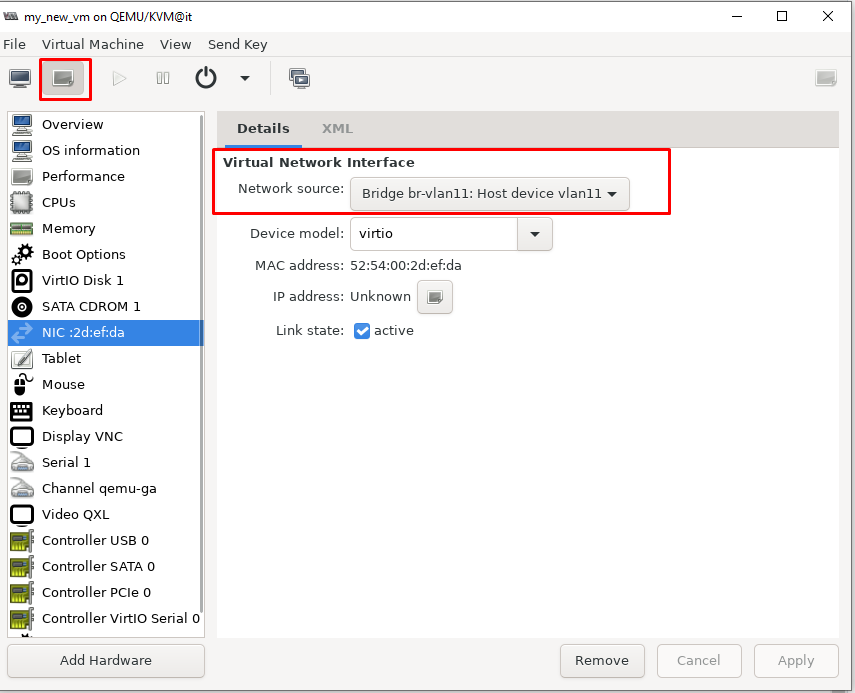 my_new_vm on QEMU/KVM@it
File Virtual Machine View Send Key
Overview
OS information
Performance
CPUs
Memory
Boot Options
VirtIO Disk 1
SATA CDROM 1
NIC :2d:ef:da
Tablet
Mouse
Keyboard
Display VNC
Serial 1
Channel qemu-ga
Video QXL
Controller USB 0
Controller SATA 0
Controller PCIe 0
Controller VirtIO Serial 0
Add Hardware
Details XML
Virtual Network Interface
Network source: Bridge br-vlan11: Host device vlan11
Device model: virtio
MAC address: 52:54:00:2d:ef:da
IP address: Unknown
Link state: active
Remove Cancel Apply